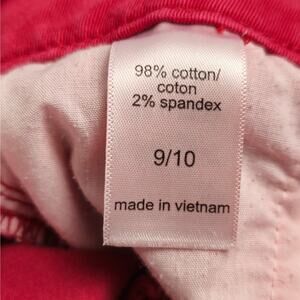 98% cotton/
coton
2% spandex
9/10
made in vietnam